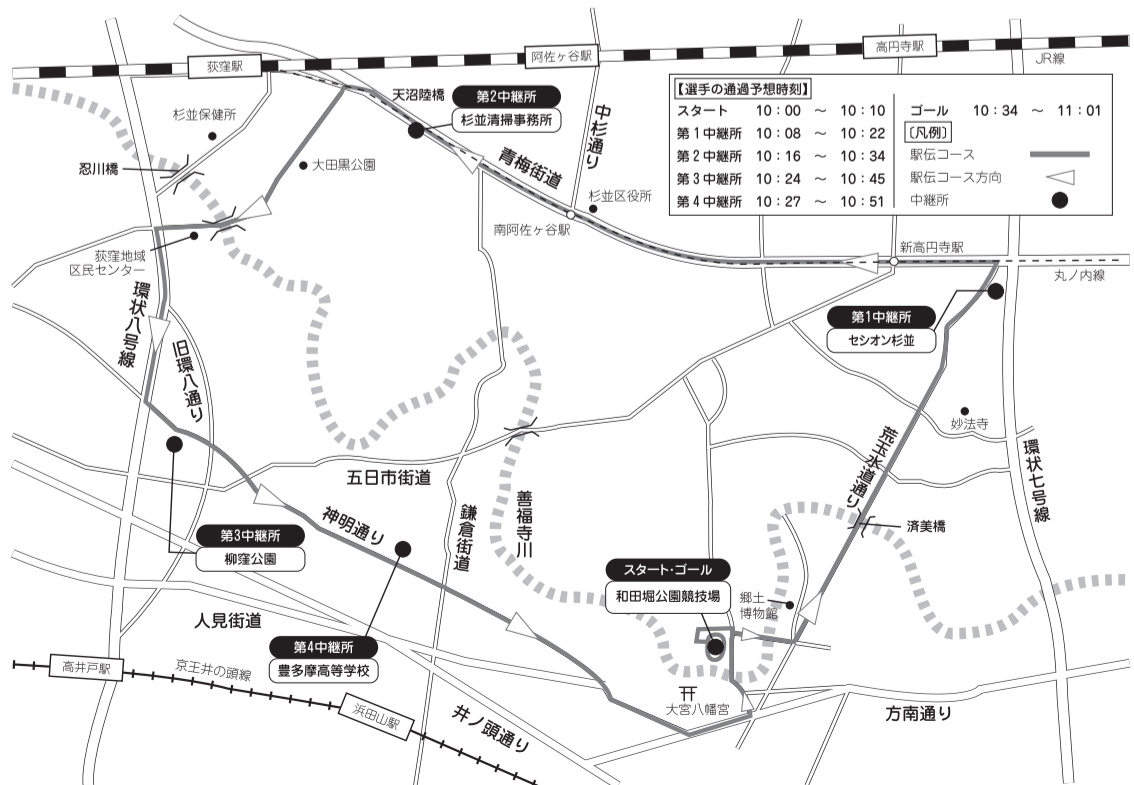 荻窪駅
阿佐ケ谷駅
高円寺駅
JR線
天沼陸橋
第2中継所
杉並清掃事務所
中杉通り
杉並保健所
忍川橋
大田黒公園
青梅街道
杉並区役所
南阿佐ヶ谷駅
【選手の通過予想時刻】
スタート 10:00 ～ 10:10
第1中継所 10:08 ～ 10:22
第2中継所 10:16 ～ 10:34
第3中継所 10:24 ～ 10:45
第4中継所 10:27 ～ 10:51
ゴール 10:34 ～ 11:01
〔凡例〕
駅伝コース
駅伝コース方向
中継所
新高円寺駅
丸ノ内線
荻窪地域
区民センター
環状八号線
旧環八通り
第1中継所
セシオン杉並
妙法寺
荒玉水道通り
環状七号線
五日市街道
鎌倉街道
善福寺川
神明通り
済美橋
第3中継所
柳窪公園
スタート・ゴール
和田堀公園競技場
郷土
博物館
人見街道
第4中継所
豊多摩高等学校
高井戸駅
京王井の頭線
浜田山駅
井ノ頭通り
大宮八幡宮
方南通り